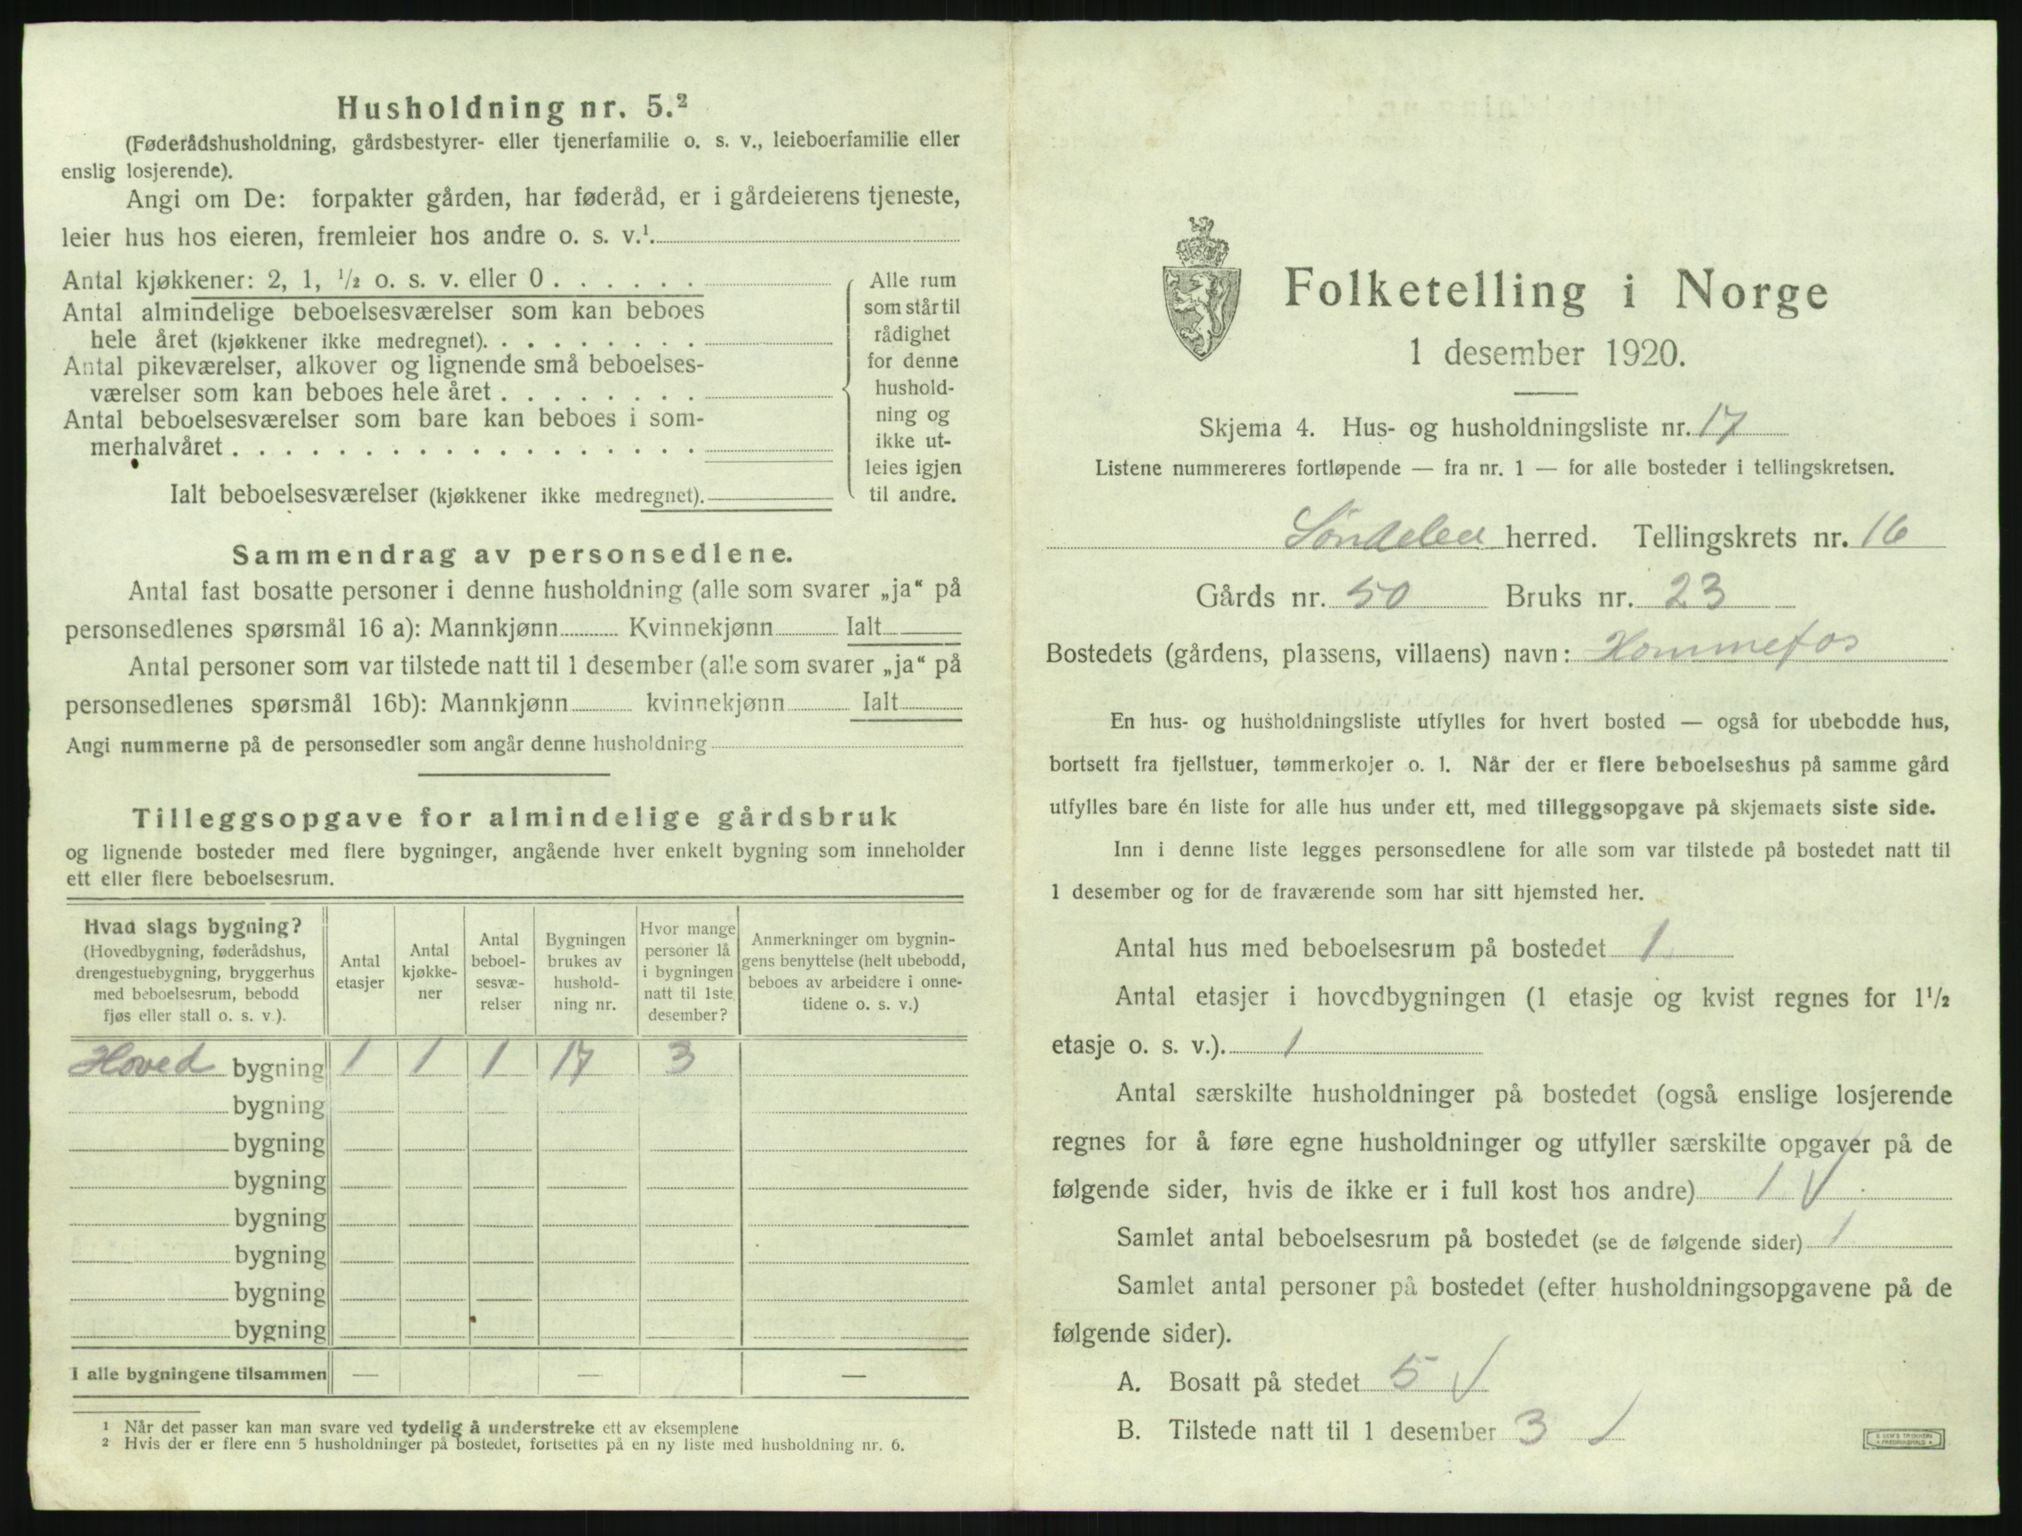 Husholdning nr. 5.²
(Føderådshusholdning, gårdsbestyrer- eller tjenerfamilie o. s. v., leieboerfamilie eller
enslig losjerende).
Angi om De: forpakter gården, har føderåd, er i gårdeierens tjeneste,
leier hus hos eieren, fremleier hos andre o. s. v.¹.
Antal kjøkkener: 2, 1, ½ o. s. v. eller 0 . . . . . .
Antal almindelige beboelsesværelser som kan beboes
hele året (kjøkkener ikke medregnet). . . . . . . . .
Antal pikeværelser, alkover og lignende små beboelses-
værelser som kan beboes hele året . . . . . . . .
Antal beboelsesværelser som bare kan beboes i som-
merhalvåret . . . . . . . . . . . . . . . . . .
Ialt beboelsesværelser (kjøkkener ikke medregnet).
Alle rum
som står til
rådighet
for denne
hushold-
ning og
ikke ut-
leies igjen
til andre.
Sammendrag av personsedlene.
Antal fast bosatte personer i denne husholdning (alle som svarer „ja“ på
personsedlenes spørsmål 16 a): Mannkjønn Kvinnekjønn Ialt
Antal personer som var tilstede natt til 1 desember (alle som svarer „ja“ på
personsedlenes spørsmål 16b): Mannkjønn kvinnekjønn Ialt
Angi nummerne på de personsedler som angår denne husholdning
Tilleggsopgave for almindelige gårdsbruk
og lignende bosteder med flere bygninger, angående hver enkelt bygning som inneholder
ett eller flere beboelsesrum.
Hvad slags bygning?
(Hovedbygning, føderådshus,
drengestuebygning, bryggerhus
med beboelsesrum, bebodd
fjøs eller stall o. s. v.).
Antal
etasjer
Antal
kjøkke-
ner
Antal
beboel-
sesvæ-
relser
Bygningen
brukes av
hushold-
ning nr.
Hvor mange
personer lå
i bygningen
natt til 1ste
desember?
Anmerkninger om bygnin-
gens benyttelse (helt ubebodd,
beboes av arbeidere i onne-
tidene o. s. v.)
Hoved bygning 1 1 1 17 3
bygning
bygning
bygning
bygning
bygning
bygning
bygning
I alle bygningene tilsammen — — —
¹ Når det passer kan man svare ved tydelig å understreke ett av eksemplene
² Hvis der er flere enn 5 husholdninger på bostedet, fortsettes på en ny liste med husholdning nr. 6.
Folketelling i Norge
1 desember 1920.
Skjema 4. Hus- og husholdningsliste nr. 17
Listene nummereres fortløpende — fra nr. 1 — for alle bosteder i tellingskretsen.
Søndeled herred. Tellingskrets nr. 16
Gårds nr. 50 Bruks nr. 23
Bostedets (gårdens, plassens, villaens) navn: Hommefos
En hus- og husholdningsliste utfylles for hvert bosted — også for ubebodde hus,
bortsett fra fjellstuer, tømmerkojer o. l. Når der er flere beboelseshus på samme gård
utfylles bare én liste for alle hus under ett, med tilleggsopgave på skjemaets siste side.
Inn i denne liste legges personsedlene for alle som var tilstede på bostedet natt til
1 desember og for de fraværende som har sitt hjemsted her.
Antal hus med beboelsesrum på bostedet 1
Antal etasjer i hovedbygningen (1 etasje og kvist regnes for 1½
etasje o. s. v.). 1
Antal særskilte husholdninger på bostedet (også enslige losjerende
regnes for å føre egne husholdninger og utfyller særskilte opgaver på de
følgende sider, hvis de ikke er i full kost hos andre) 1 √
Samlet antal beboelsesrum på bostedet (se de følgende sider) 1
Samlet antal personer på bostedet (efter husholdningsopgavene på de
følgende sider).
A. Bosatt på stedet 5 √
B. Tilstede natt til 1 desember 3 √